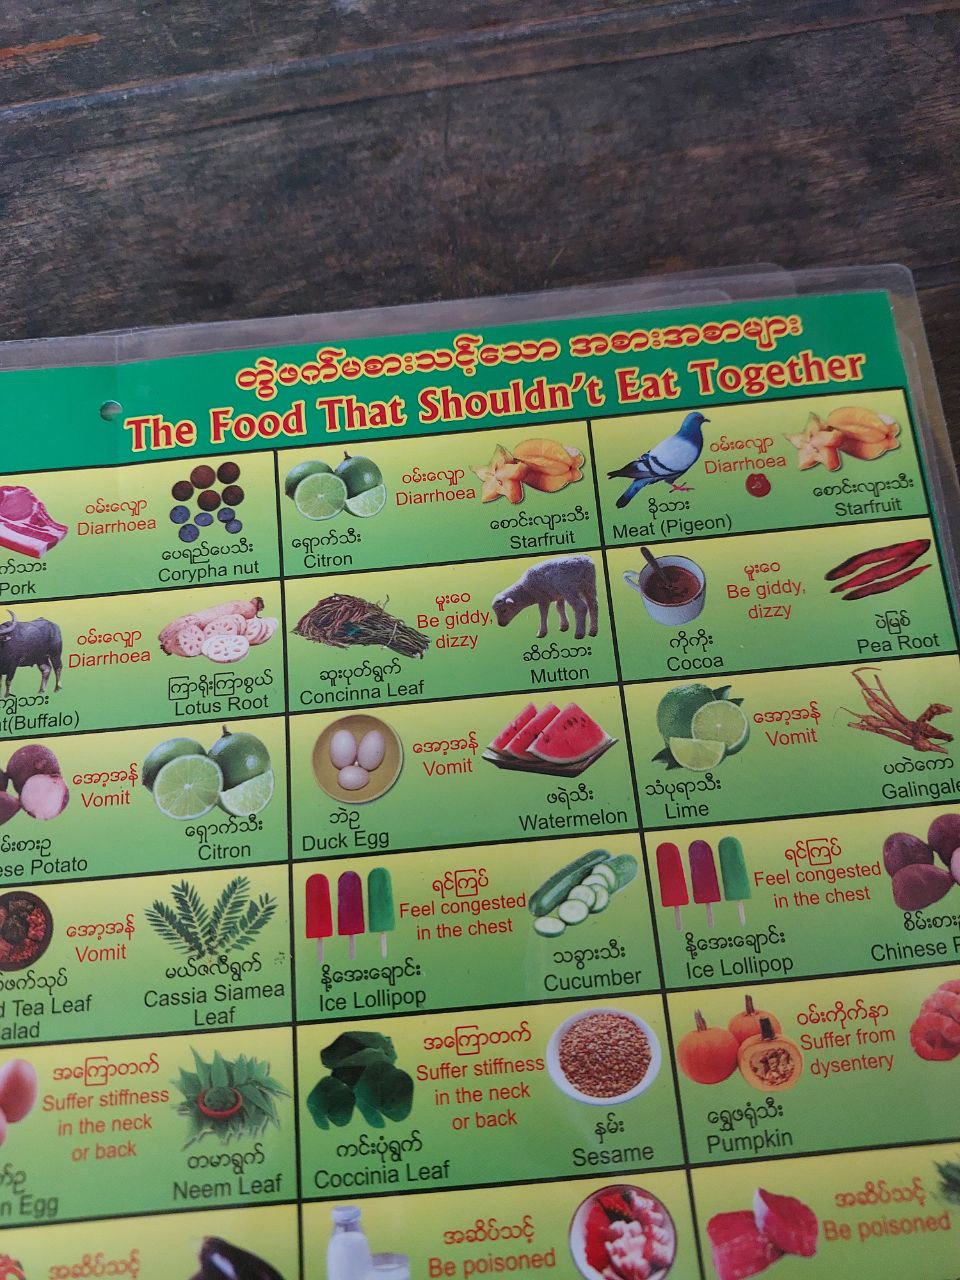 တွဲဖက်မစားသင့်သော အစားအစာများ
The Food That Shouldn't Eat Together
ဝမ်းလျှော
Diarrhoea
Pork
ပေရည်ပေသီး
Corypha nut
ရှောက်သီး
Citron
ဝမ်းလျှော
Diarrhoea
စောင်းလျားသီး
Starfruit
ခိုသား
Meat (Pigeon)
ဝမ်းလျှော
Diarrhoea
စောင်းလျားသီး
Starfruit
ကျွဲသား
(Buffalo)
ဝမ်းလျှော
Diarrhoea
ကြာရိုးကြာစွယ်
Lotus Root
ဆူးပုတ်ရွက်
Concinna Leaf
မူးဝေ
Be giddy,
dizzy
ဆိတ်သား
Mutton
ကိုကိုး
Cocoa
မူးဝေ
Be giddy,
dizzy
ပဲမြစ်
Pea Root
Potato
အော့အန်
Vomit
ရှောက်သီး
Citron
ဘဲဥ
Duck Egg
အော့အန်
Vomit
ဖရဲသီး
Watermelon
သံပုရာသီး
Lime
အော့အန်
Vomit
ပတဲကော
Galingale
Tea Leaf
အော့အန်
Vomit
မယ်ဇလီရွက်
Cassia Siamea
Leaf
နို့အေးချောင်း
Ice Lollipop
ရင်ကြပ်
Feel congested
in the chest
သခွားသီး
Cucumber
နို့အေးချောင်း
Ice Lollipop
ရင်ကြပ်
Feel congested
in the chest
Chinese
Egg
အကြောတက်
Suffer stiffness
in the neck
or back
တမာရွက်
Neem Leaf
ကင်းပုံရွက်
Coccinia Leaf
အကြောတက်
Suffer stiffness
in the neck
or back
နှမ်း
Sesame
ရွှေဖရုံသီး
Pumpkin
ဝမ်းကိုက်နာ
Suffer from
dysentery
အဆိပ်သင့်
အဆိပ်သင့်
Be poisoned
အဆိပ်သင့်
Be poisoned